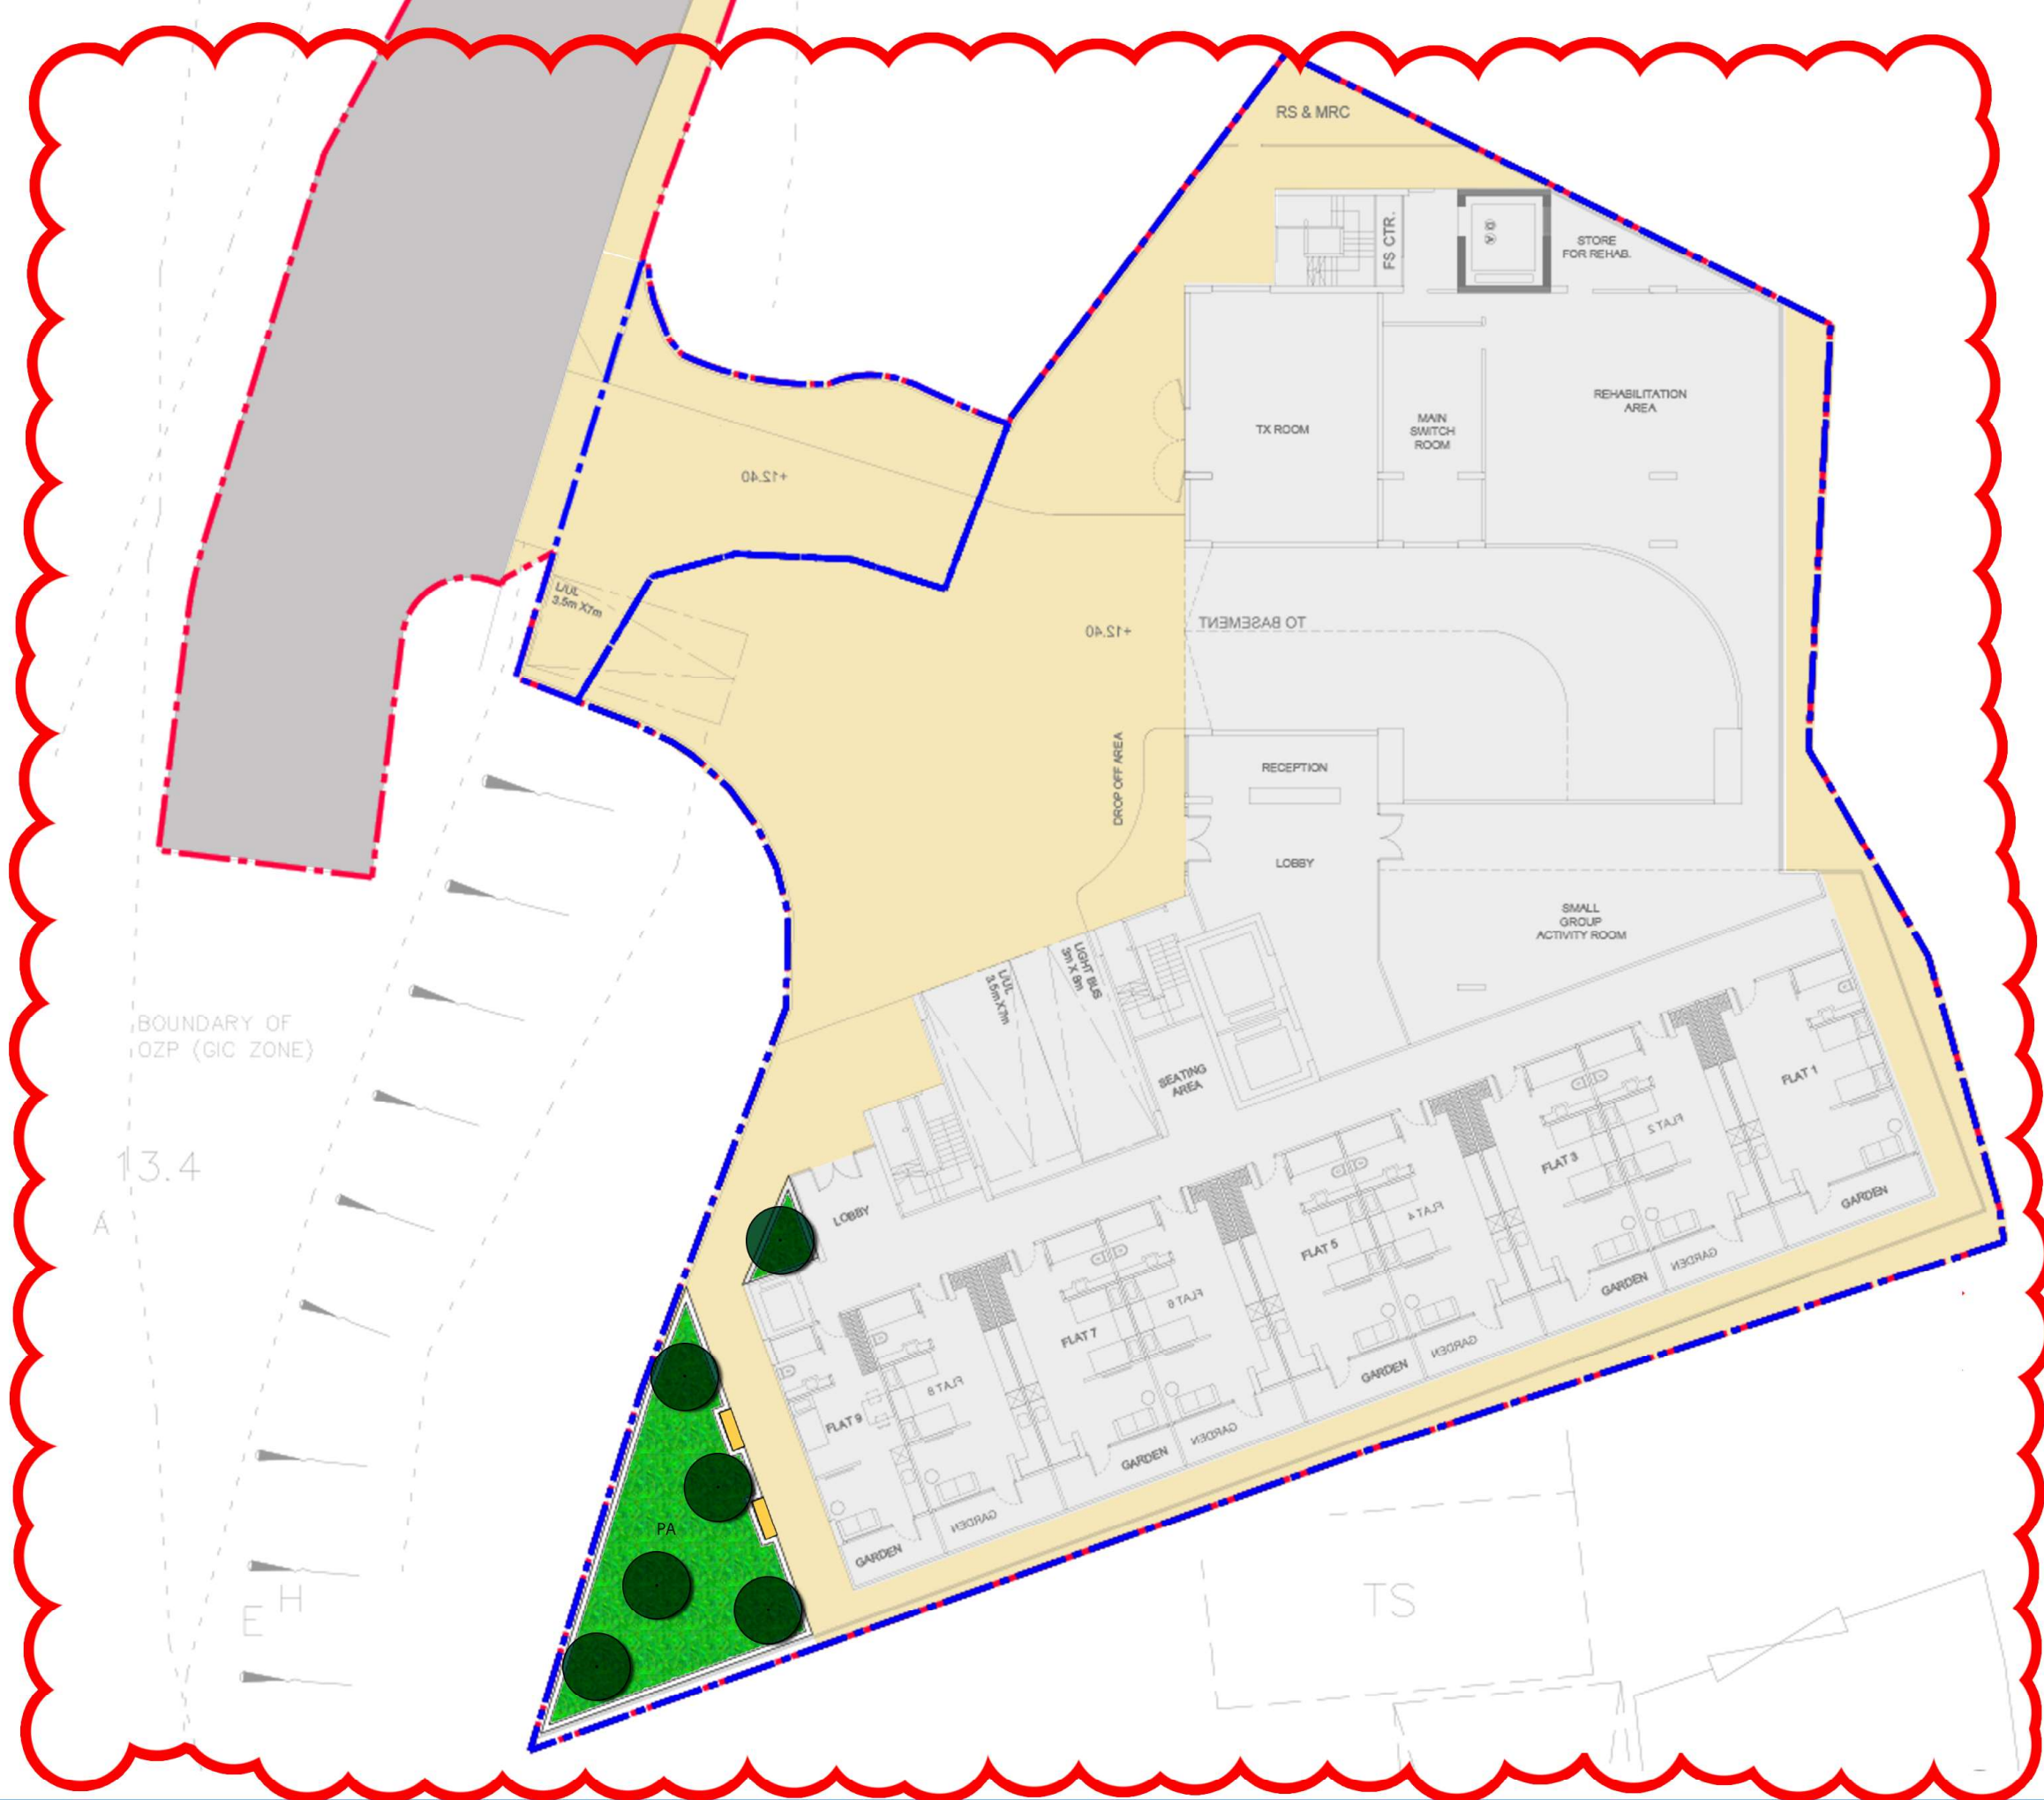 RS & MRC
FS CTR.
STORE
FOR REHAB.
REHABILITATION
AREA
TX ROOM
MAIN
SWITCH
ROOM
+12.40
L/UL
3.5m X7m
+12.40
TO BASEMENT
DROP OFF AREA
RECEPTION
LOBBY
SMALL
GROUP
ACTIVITY ROOM
L/UL
3.5m X7m
LIGHT BUS
3m X 8m
SEATING
AREA
BOUNDARY OF
OZP (GIC ZONE)
13.4
A
LOBBY
FLAT 1
FLAT 2
FLAT 3
FLAT 4
FLAT 5
FLAT 6
FLAT 7
FLAT 8
FLAT 9
GARDEN
GARDEN
GARDEN
GARDEN
GARDEN
GARDEN
GARDEN
GARDEN
GARDEN
PA
E H
TS